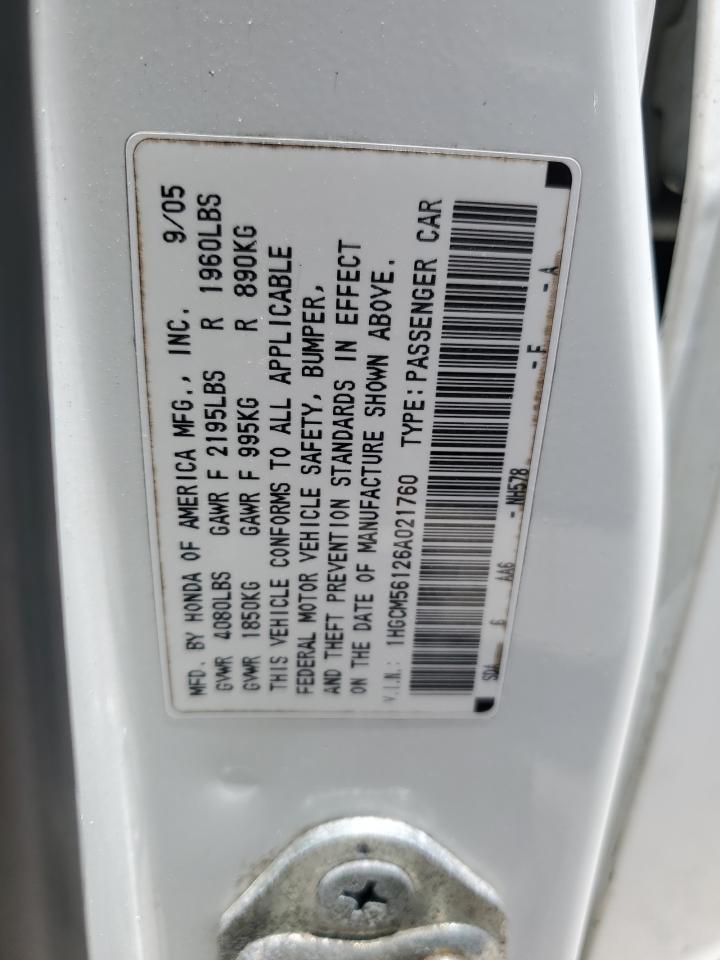 MFD. BY HONDA OF AMERICA MFG., INC. 9/05
GVWR 4080LBS GAWR F 2195LBS R 1960LBS
GVWR 1850KG GAWR F 995KG R 890KG
THIS VEHICLE CONFORMS TO ALL APPLICABLE
FEDERAL MOTOR VEHICLE SAFETY, BUMPER,
AND THEFT PREVENTION STANDARDS IN EFFECT
ON THE DATE OF MANUFACTURE SHOWN ABOVE.
V.I.N.: 1HGCM56126A021760 TYPE: PASSENGER CAR
SDA 6 AA6 - NH578 - F - A